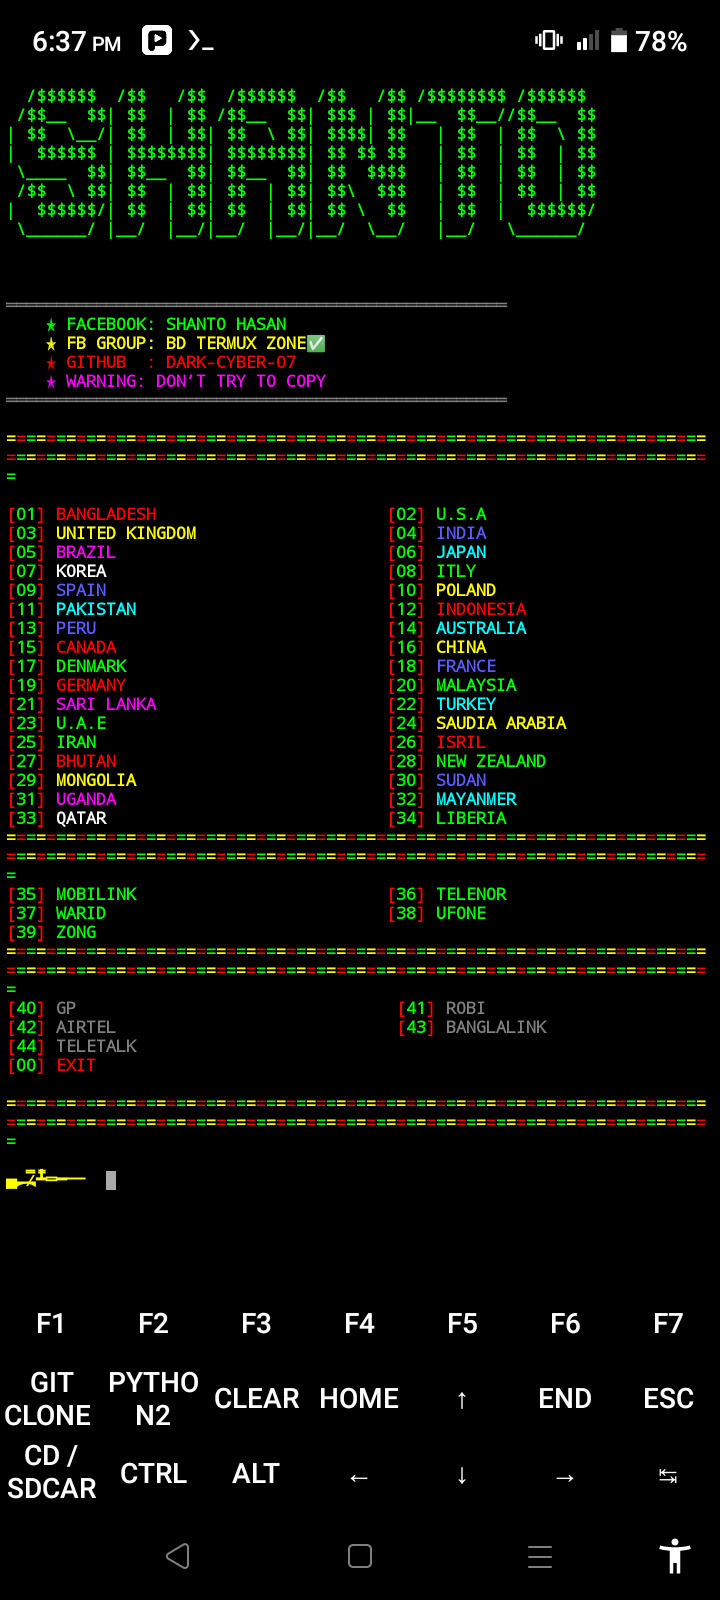 6:37 PM 78%
SHANTO
★ FACEBOOK: SHANTO HASAN
★ FB GROUP: BD TERMUX ZONE✅
★ GITHUB  : DARK-CYBER-07
★ WARNING: DON'T TRY TO COPY
[01] BANGLADESH [02] U.S.A
[03] UNITED KINGDOM [04] INDIA
[05] BRAZIL [06] JAPAN
[07] KOREA [08] ITLY
[09] SPAIN [10] POLAND
[11] PAKISTAN [12] INDONESIA
[13] PERU [14] AUSTRALIA
[15] CANADA [16] CHINA
[17] DENMARK [18] FRANCE
[19] GERMANY [20] MALAYSIA
[21] SARI LANKA [22] TURKEY
[23] U.A.E [24] SAUDIA ARABIA
[25] IRAN [26] ISRIL
[27] BHUTAN [28] NEW ZEALAND
[29] MONGOLIA [30] SUDAN
[31] UGANDA [32] MAYANMER
[33] QATAR [34] LIBERIA
[35] MOBILINK [36] TELENOR
[37] WARID [38] UFONE
[39] ZONG
[40] GP [41] ROBI
[42] AIRTEL [43] BANGLALINK
[44] TELETALK
[00] EXIT
F1 F2 F3 F4 F5 F6 F7
GIT CLONE PYTHON2 CLEAR HOME ↑ END ESC
CD / SDCAR CTRL ALT ← ↓ → ↹